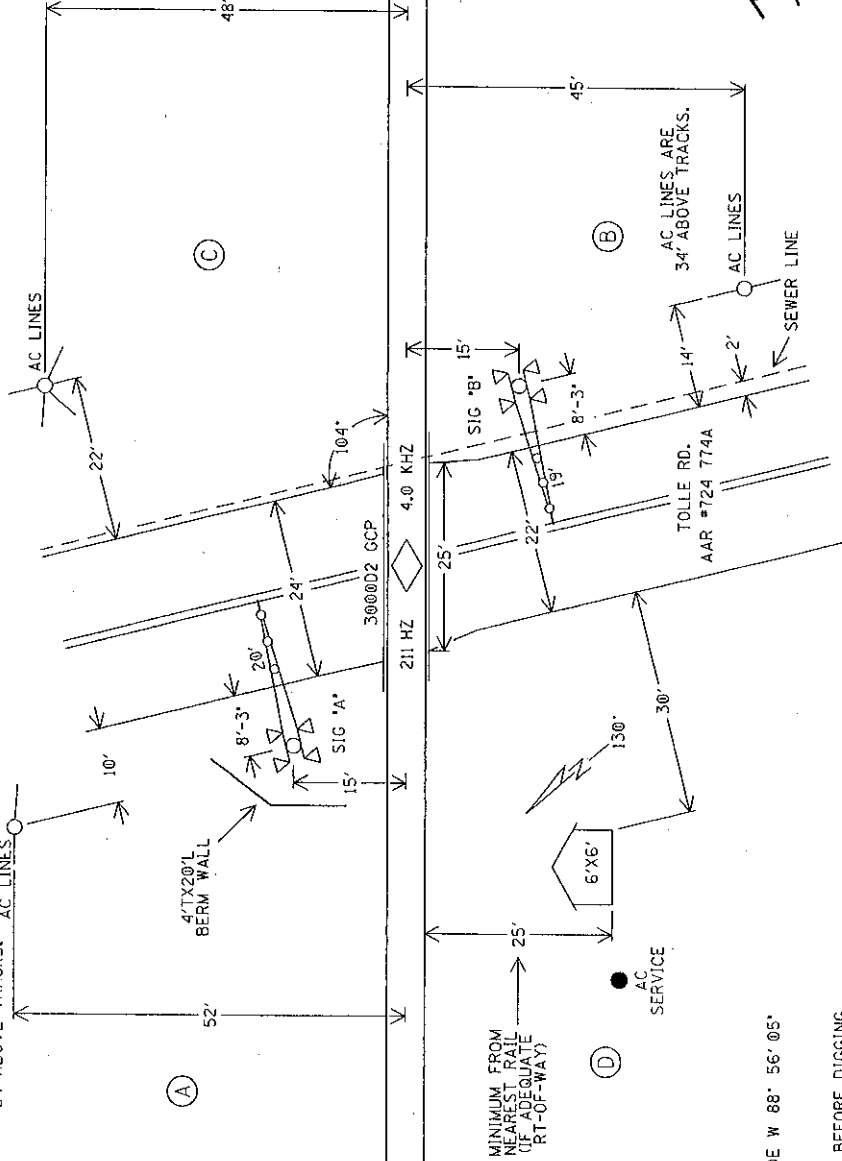 48'
AC LINES
C
22'
104°
24'
20'
8'-3"
SIG "A"
15'
10'
AC LINES
4'TX20'L
BERM WALL
52'
A
3000D2 GCP
211 HZ
4.0 KHZ
45'
AC LINES ARE
34' ABOVE TRACKS.
B
AC LINES
SEWER LINE
15'
SIG "B"
8'-3"
14'
2'
19'
22'
25'
TOLLE RD.
AAR #724 774A
30'
130°
6'X6'
25'
MINIMUM FROM
NEAREST RAIL
(IF ADEQUATE
RT-OF-WAY)
AC
SERVICE
D
DE W 88° 56' 05"
BEFORE DIGGING